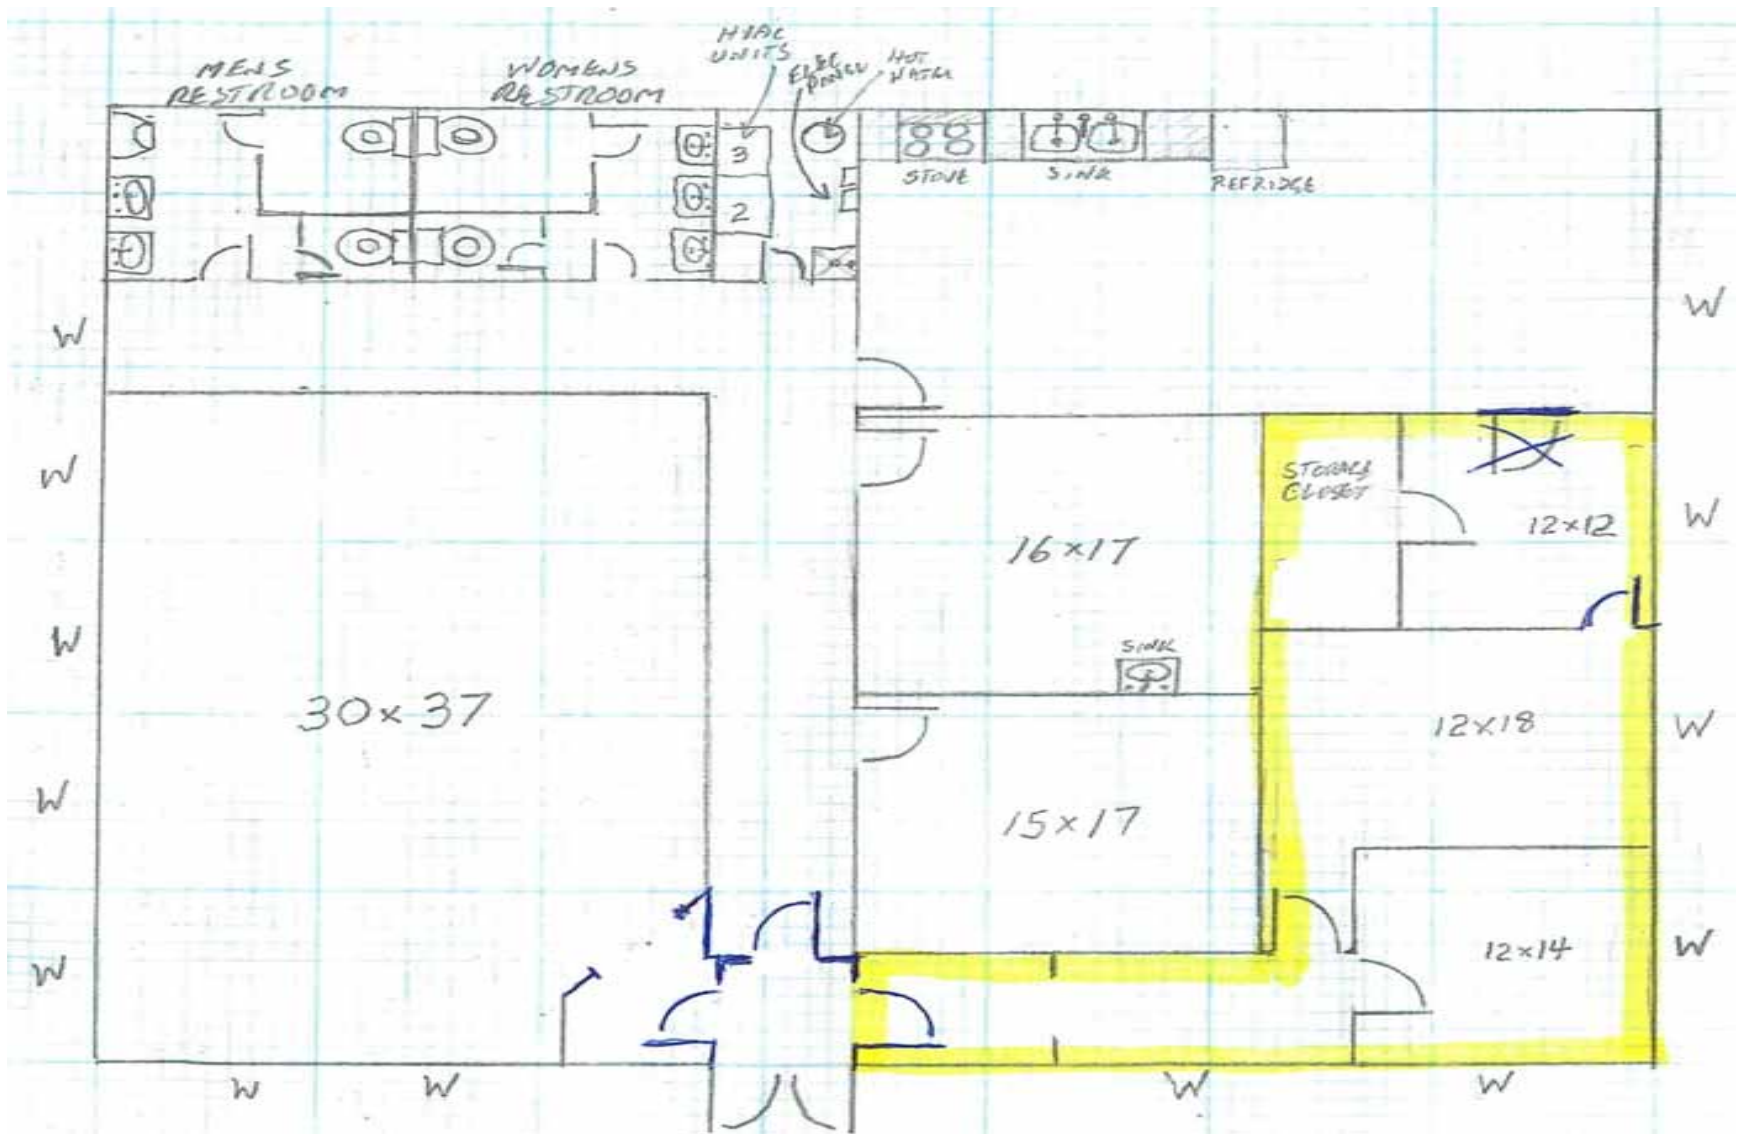 MENS
RESTROOM
WOMENS
RESTROOM
HVAC
UNITS
ELEC
PANEL
HOT
WATER
3
2
STOVE
SINK
REFRIDGE
W
W
W
W
W
W
W
W
W
W
STORAGE
CLOSET
12x12
16x17
SINK
30x37
12x18
15x17
12x14
W
W
W
W